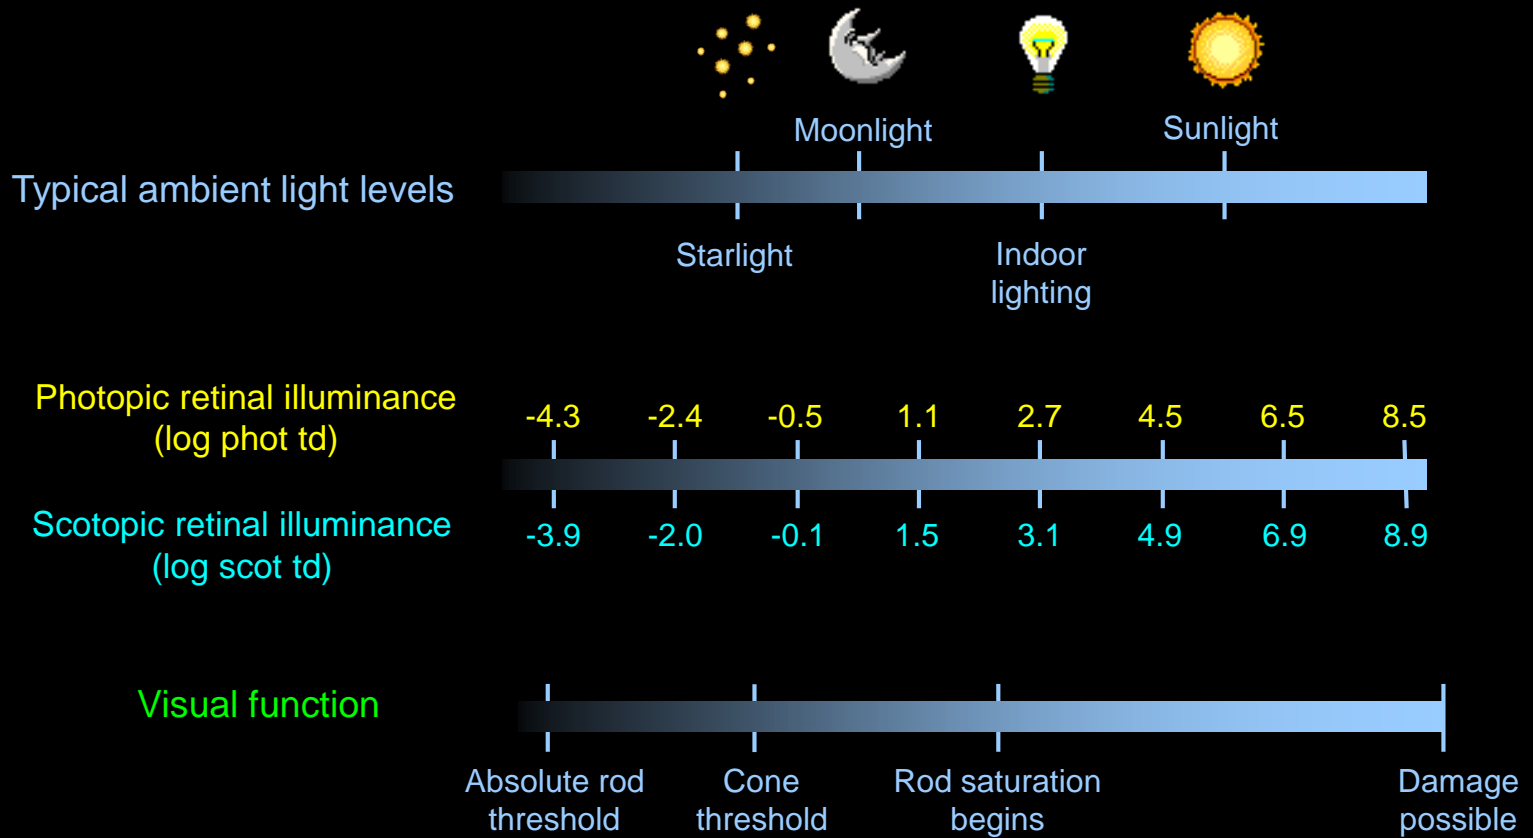 Moonlight
Sunlight
Typical ambient light levels
Starlight
Indoor
lighting
Photopic retinal illuminance
(log phot td)
-4.3 -2.4 -0.5 1.1 2.7 4.5 6.5 8.5
Scotopic retinal illuminance
(log scot td)
-3.9 -2.0 -0.1 1.5 3.1 4.9 6.9 8.9
Visual function
Absolute rod
threshold
Cone
threshold
Rod saturation
begins
Damage
possible